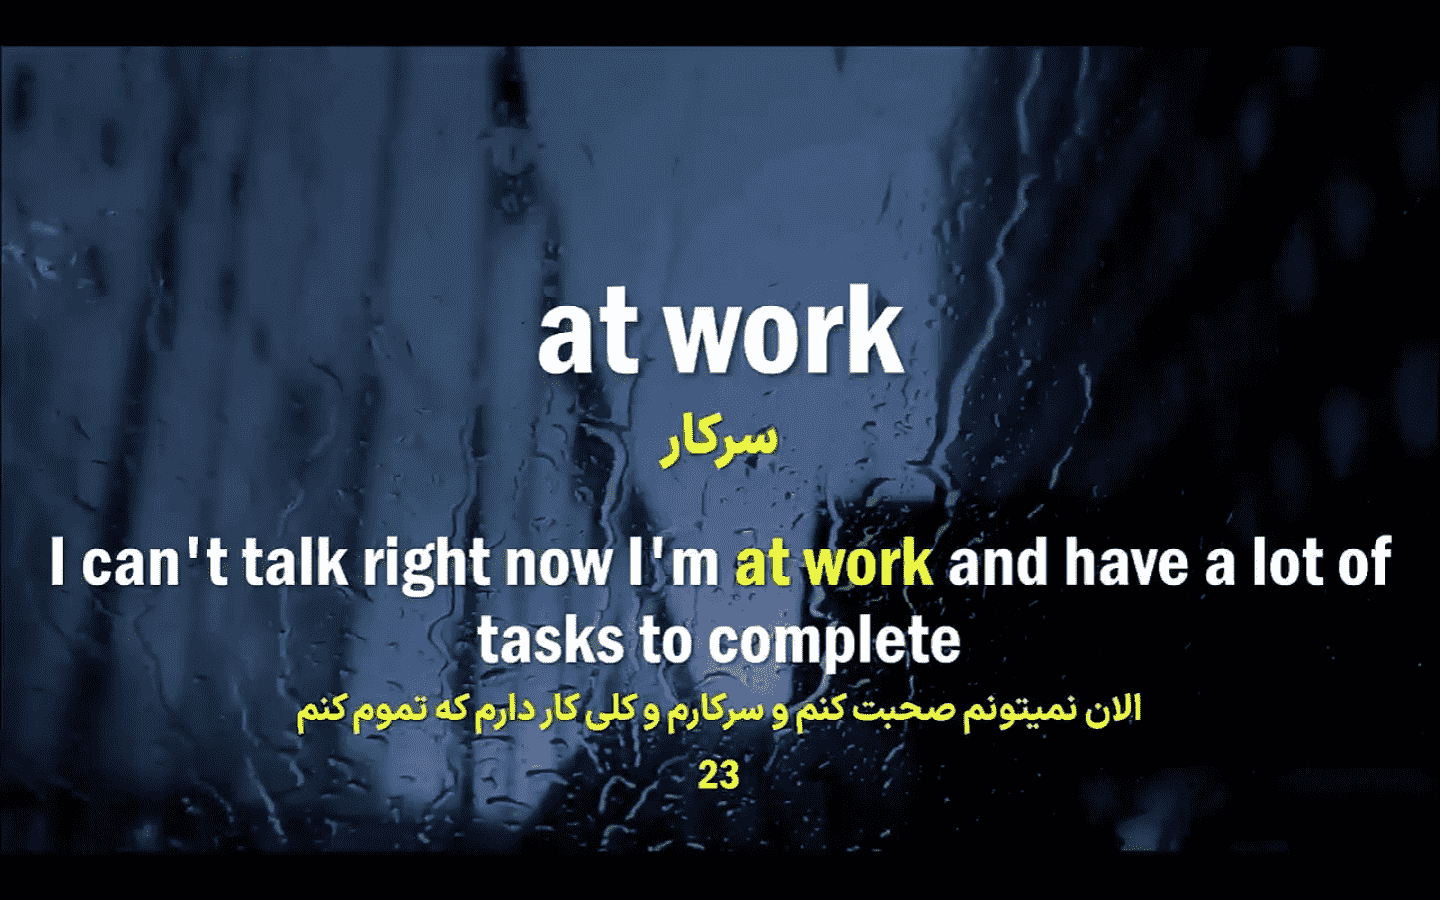 at work
سرکار
I can't talk right now I'm at work and have a lot of
tasks to complete
الان نمیتونم صحبت کنم و سرکارم و کلی کار دارم که تموم کنم
23